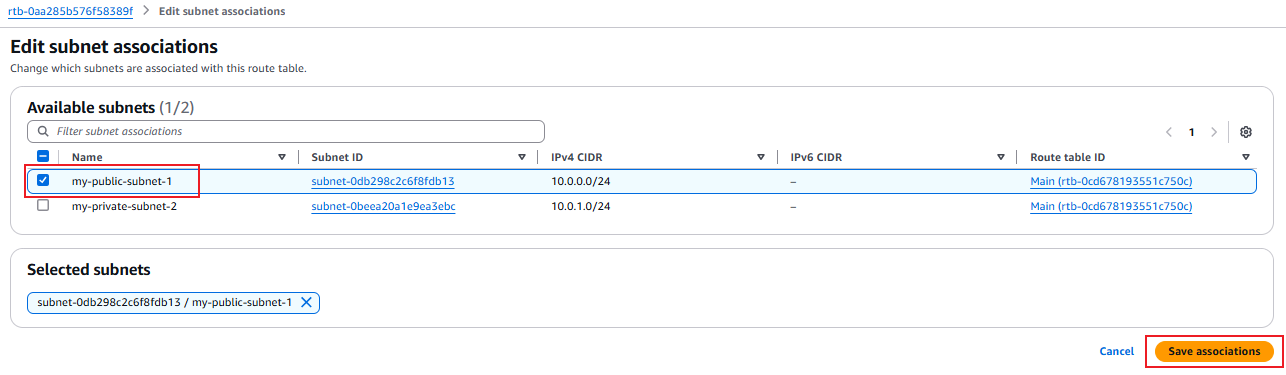 rtb-0aa285b576f58389f > Edit subnet associations
Edit subnet associations
Change which subnets are associated with this route table.
Available subnets (1/2)
Filter subnet associations
1
Name Subnet ID IPv4 CIDR IPv6 CIDR Route table ID
my-public-subnet-1 subnet-0db298c2c6f8fdb13 10.0.0.0/24 – Main (rtb-0cd678193551c750c)
my-private-subnet-2 subnet-0beea20a1e9ea3ebc 10.0.1.0/24 – Main (rtb-0cd678193551c750c)
Selected subnets
subnet-0db298c2c6f8fdb13 / my-public-subnet-1
Cancel Save associations